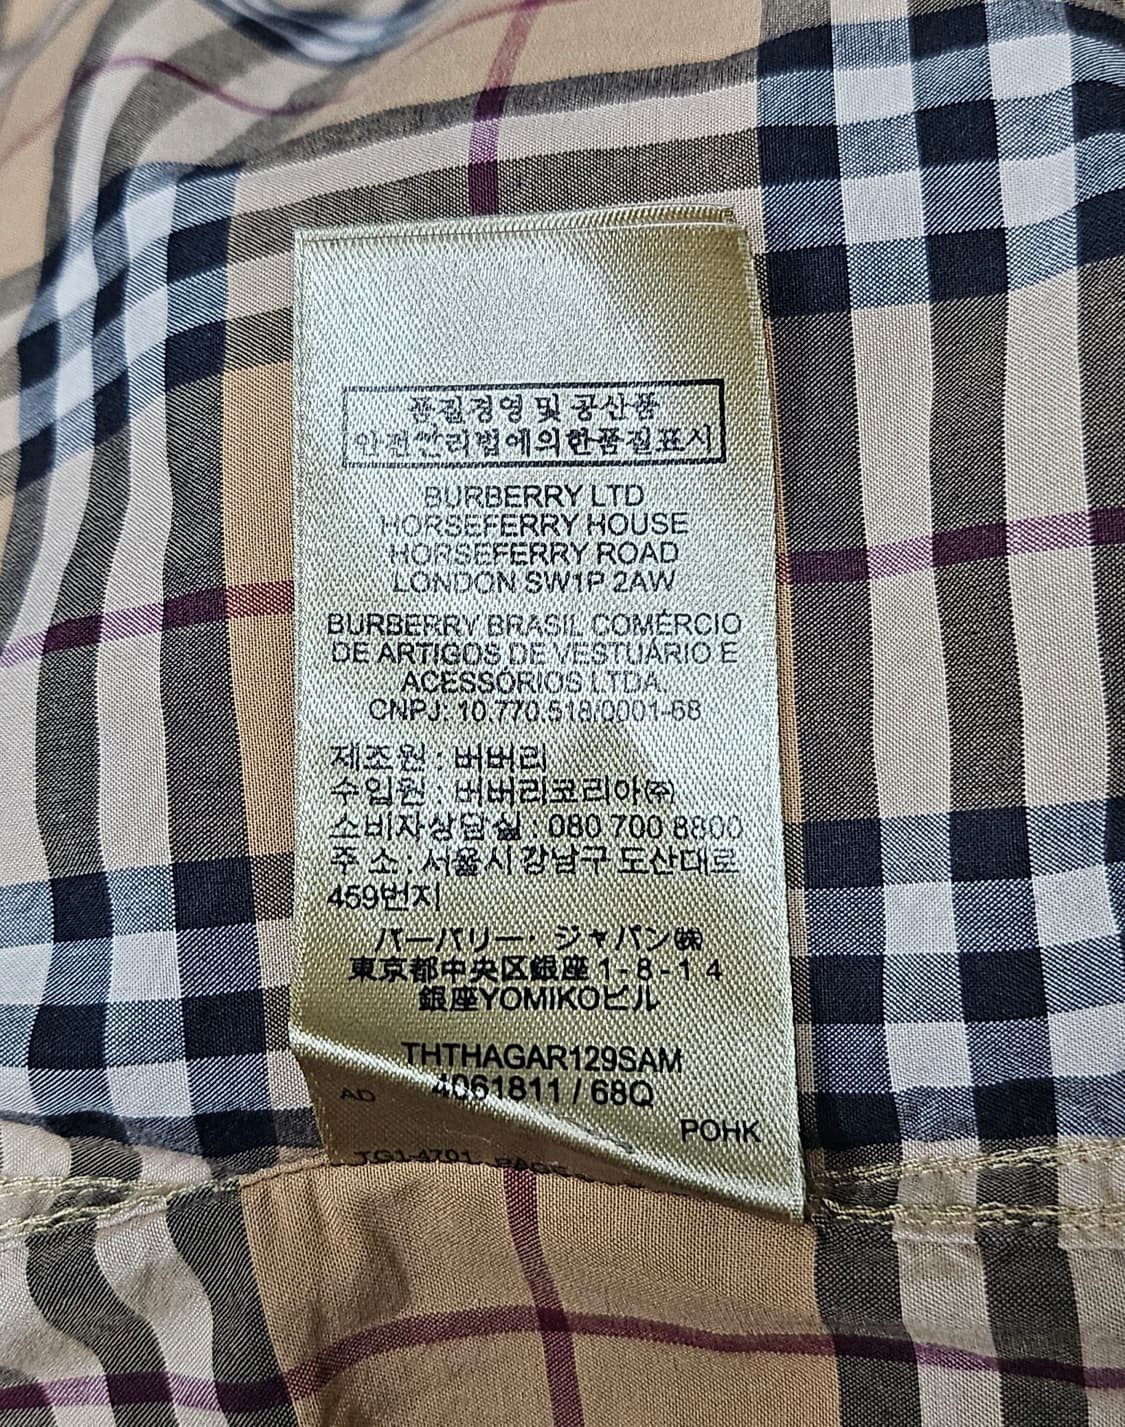 품질경영 및 공산품
안전관리법에의한품질표시
BURBERRY LTD
HORSEFERRY HOUSE
HORSEFERRY ROAD
LONDON SW1P 2AW
BURBERRY BRASIL COMÉRCIO
DE ARTIGOS DE VESTUÁRIO E
ACESSÓRIOS LTDA.
CNPJ: 10.770.518/0001-68
제조원 : 버버리
수입원 : 버버리코리아㈜
소비자상담실 : 080 700 8800
주 소 : 서울시 강남구 도산대로
459번지
バーバリー・ジャパン㈱
東京都中央区銀座 1 - 8 - 1 4
銀座YOMIKOビル
THTHAGAR129SAM
4061811 / 68Q
AD
POHK
TG1-4701